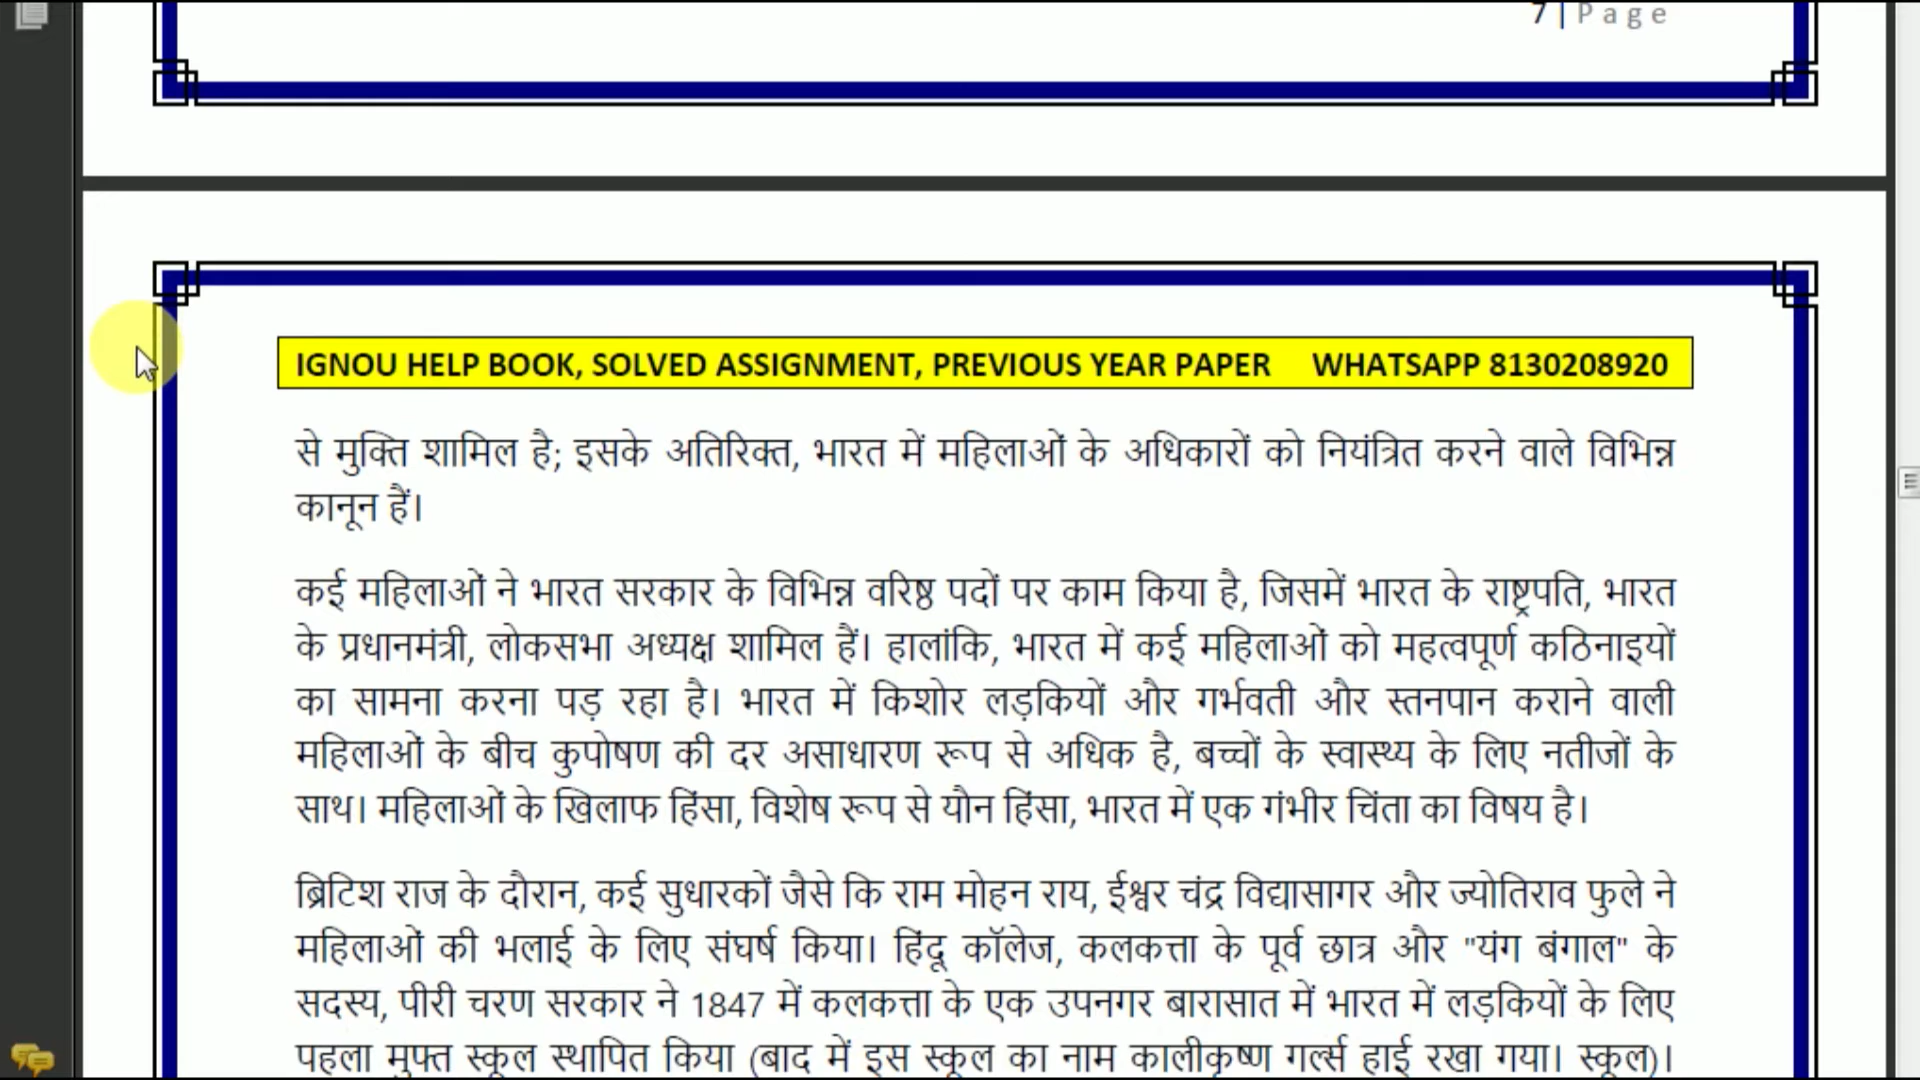 7 | Page
IGNOU HELP BOOK, SOLVED ASSIGNMENT, PREVIOUS YEAR PAPER WHATSAPP 8130208920
से मुक्ति शामिल है; इसके अतिरिक्त, भारत में महिलाओं के अधिकारों को नियंत्रित करने वाले विभिन्न
कानून हैं।
कई महिलाओं ने भारत सरकार के विभिन्न वरिष्ठ पदों पर काम किया है, जिसमें भारत के राष्ट्रपति, भारत
के प्रधानमंत्री, लोकसभा अध्यक्ष शामिल हैं। हालांकि, भारत में कई महिलाओं को महत्वपूर्ण कठिनाइयों
का सामना करना पड़ रहा है। भारत में किशोर लड़कियों और गर्भवती और स्तनपान कराने वाली
महिलाओं के बीच कुपोषण की दर असाधारण रूप से अधिक है, बच्चों के स्वास्थ्य के लिए नतीजों के
साथ। महिलाओं के खिलाफ हिंसा, विशेष रूप से यौन हिंसा, भारत में एक गंभीर चिंता का विषय है।
ब्रिटिश राज के दौरान, कई सुधारकों जैसे कि राम मोहन राय, ईश्वर चंद्र विद्यासागर और ज्योतिराव फुले ने
महिलाओं की भलाई के लिए संघर्ष किया। हिंदू कॉलेज, कलकत्ता के पूर्व छात्र और "यंग बंगाल" के
सदस्य, पीरी चरण सरकार ने 1847 में कलकत्ता के एक उपनगर बारासात में भारत में लड़कियों के लिए
पहला मुफ्त स्कूल स्थापित किया (बाद में इस स्कूल का नाम कालीकृष्ण गर्ल्स हाई रखा गया। स्कूल)।